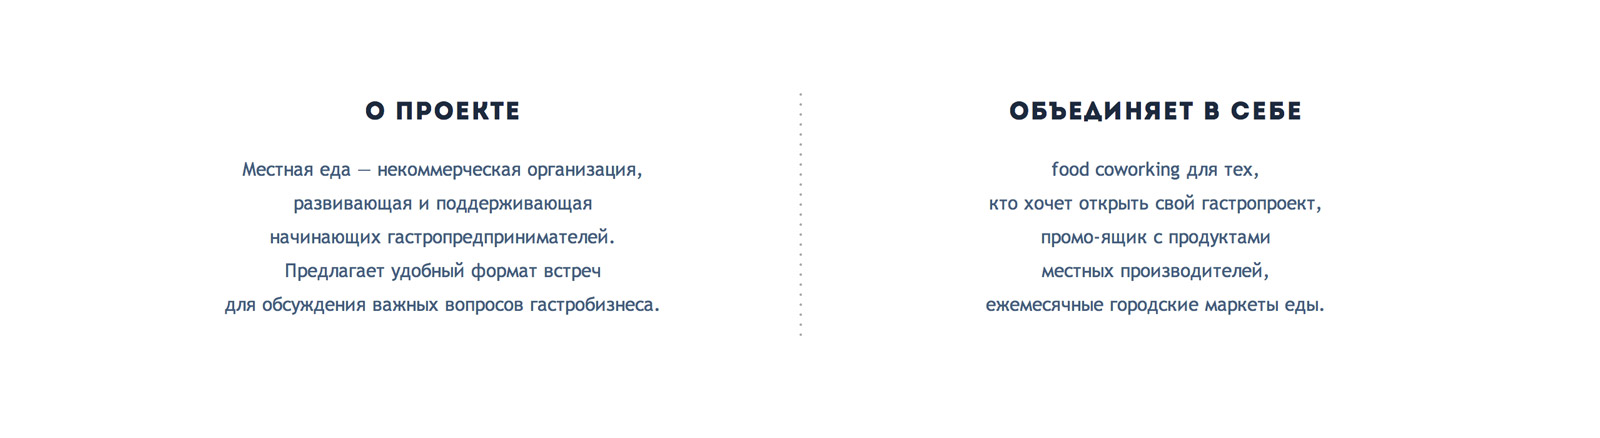 О ПРОЕКТЕ
Местная еда — некоммерческая организация,
развивающая и поддерживающая
начинающих гастропредпринимателей.
Предлагает удобный формат встреч
для обсуждения важных вопросов гастробизнеса.
ОБЪЕДИНЯЕТ В СЕБЕ
food coworking для тех,
кто хочет открыть свой гастропроект,
промо-ящик с продуктами
местных производителей,
ежемесячные городские маркеты еды.